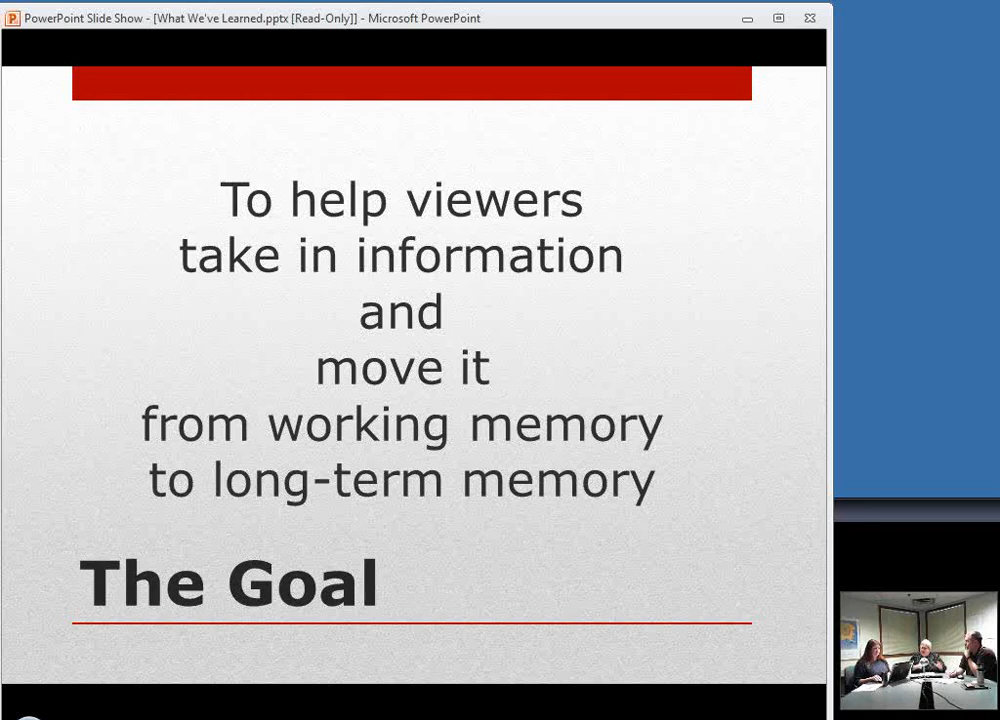 PowerPoint Slide Show - [What We've Learned.pptx [Read-Only]] - Microsoft PowerPoint
To help viewers
take in information
and
move it
from working memory
to long-term memory
The Goal